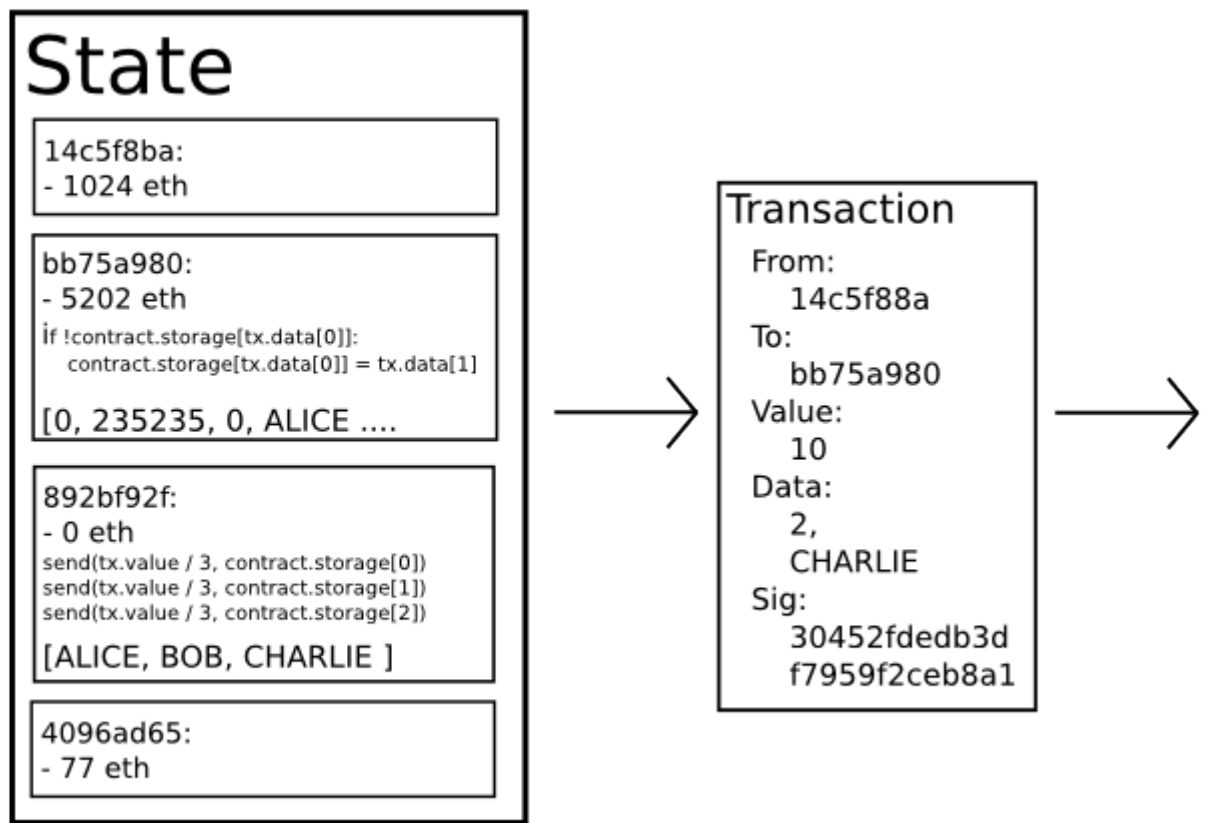 State
14c5f8ba:
- 1024 eth
bb75a980:
- 5202 eth
if !contract.storage[tx.data[0]]:
contract.storage[tx.data[0]] = tx.data[1]
[0, 235235, 0, ALICE ....
892bf92f:
- 0 eth
send(tx.value / 3, contract.storage[0])
send(tx.value / 3, contract.storage[1])
send(tx.value / 3, contract.storage[2])
[ALICE, BOB, CHARLIE ]
4096ad65:
- 77 eth
Transaction
From:
14c5f88a
To:
bb75a980
Value:
10
Data:
2,
CHARLIE
Sig:
30452fdedb3d
f7959f2ceb8a1